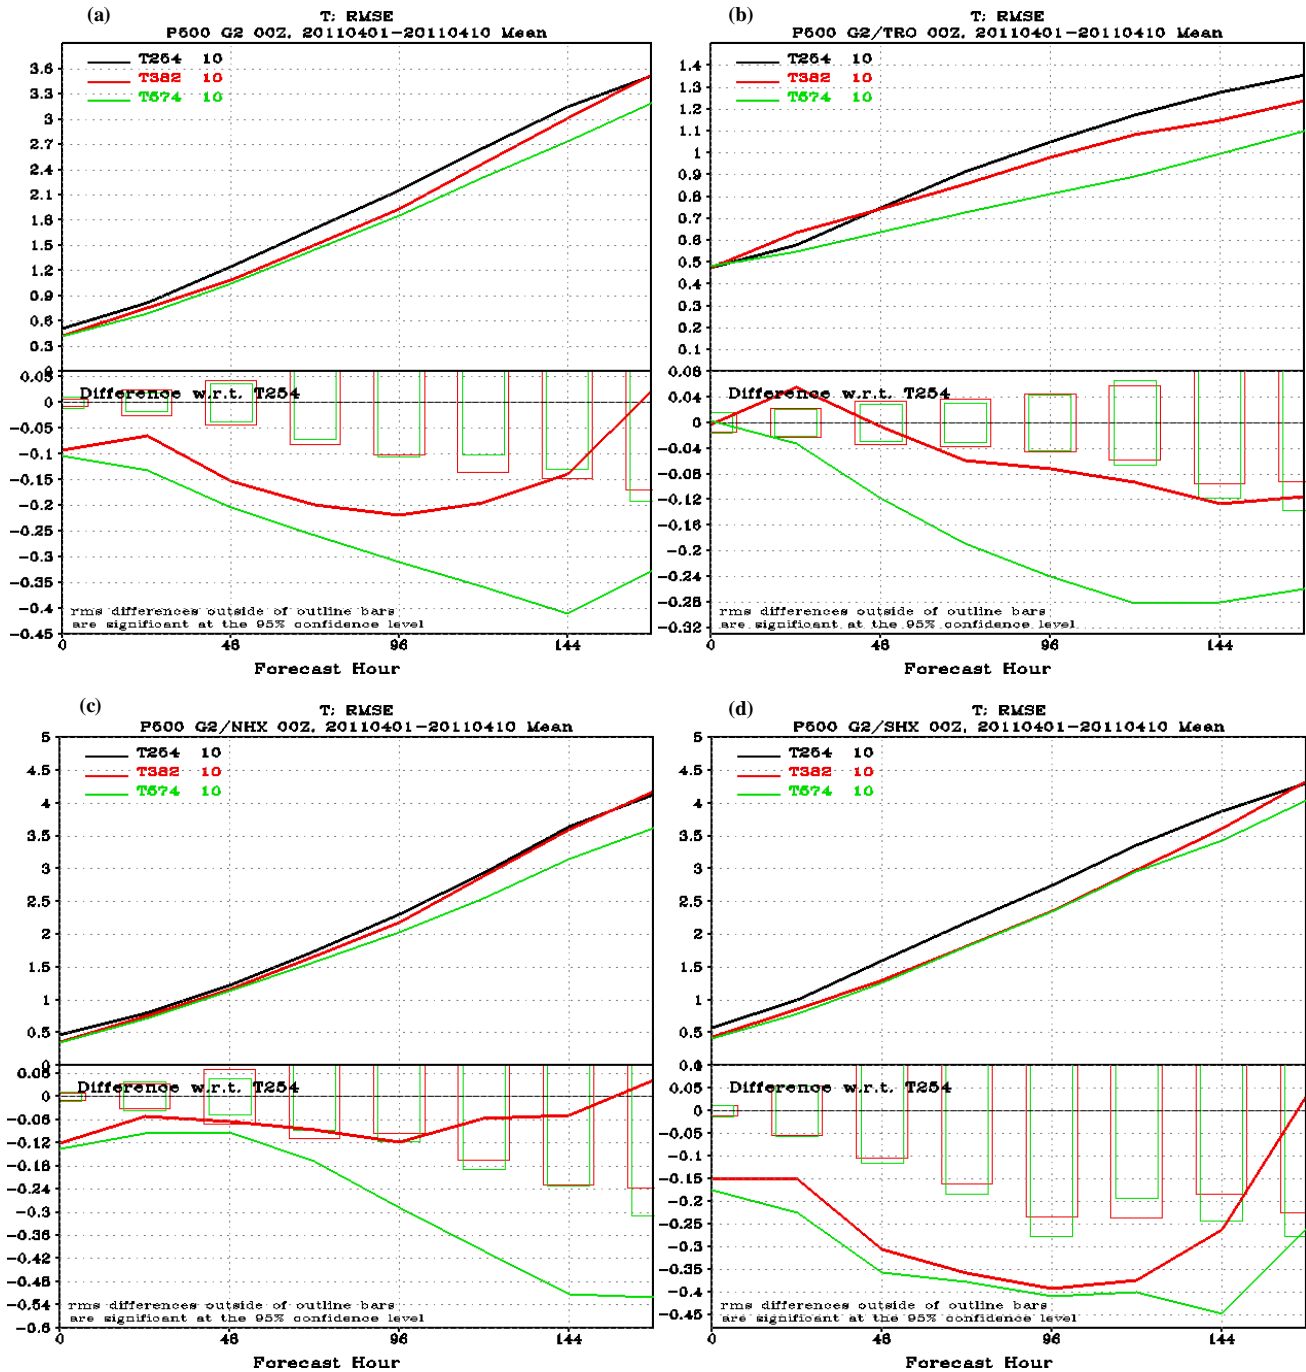 (a)
T: RMSE
P500 G2 00Z, 20110401-20110410 Mean
T254 10
T382 10
T574 10
3.6
3.3
3
2.7
2.4
2.1
1.8
1.5
1.2
0.9
0.6
0.3
Difference w.r.t. T254
0.05
0
-0.05
-0.1
-0.15
-0.2
-0.25
-0.3
-0.35
-0.4
-0.45
rms differences outside of outline bars
are significant at the 95% confidence level
0 48 96 144
Forecast Hour
(b)
T: RMSE
P500 G2/TRO 00Z, 20110401-20110410 Mean
T254 10
T382 10
T574 10
1.4
1.3
1.2
1.1
1
0.9
0.8
0.7
0.6
0.5
0.4
0.3
0.2
0.1
0.08
Difference w.r.t. T254
0.04
0
-0.04
-0.08
-0.12
-0.16
-0.2
-0.24
-0.28
-0.32
rms differences outside of outline bars
are significant at the 95% confidence level
0 48 96 144
Forecast Hour
(c)
T: RMSE
P500 G2/NHX 00Z, 20110401-20110410 Mean
T254 10
T382 10
T574 10
5
4.5
4
3.5
3
2.5
2
1.5
1
0.5
0
Difference w.r.t. T254
0.06
0
-0.06
-0.12
-0.18
-0.24
-0.3
-0.36
-0.42
-0.48
-0.54
-0.6
rms differences outside of outline bars
are significant at the 95% confidence level
0 48 96 144
Forecast Hour
(d)
T: RMSE
P500 G2/SHX 00Z, 20110401-20110410 Mean
T254 10
T382 10
T574 10
5
4.5
4
3.5
3
2.5
2
1.5
1
0.5
0.1
Difference w.r.t. T254
0.05
0
-0.05
-0.1
-0.15
-0.2
-0.25
-0.3
-0.35
-0.4
-0.45
rms differences outside of outline bars
are significant at the 95% confidence level
0 48 96 144
Forecast Hour